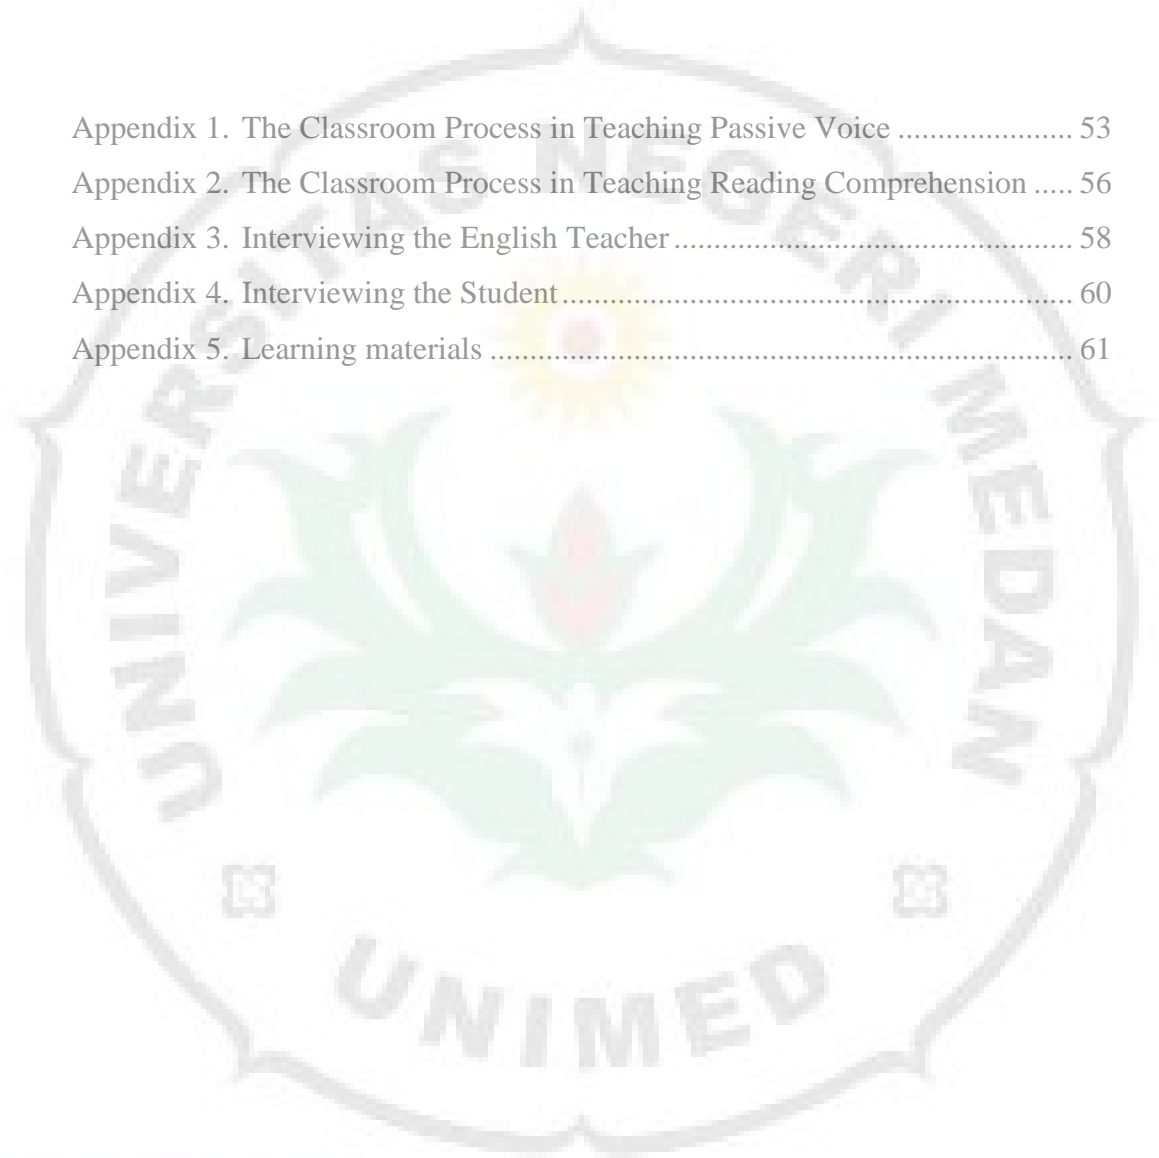 Appendix 1. The Classroom Process in Teaching Passive Voice ...................... 53
Appendix 2. The Classroom Process in Teaching Reading Comprehension ..... 56
Appendix 3. Interviewing the English Teacher .................................................. 58
Appendix 4. Interviewing the Student ................................................................ 60
Appendix 5. Learning materials ......................................................................... 61
UNIVERSITAS NEGERI MEDAN
UNIMED